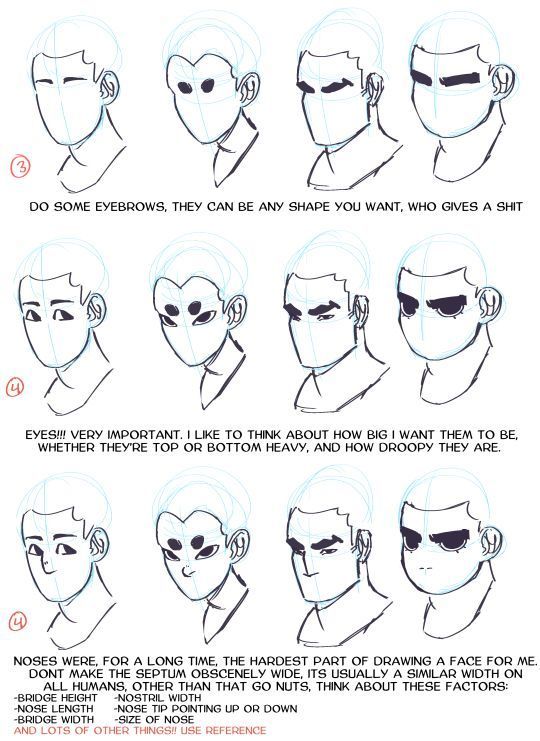 3
DO SOME EYEBROWS, THEY CAN BE ANY SHAPE YOU WANT, WHO GIVES A SHIT
4
EYES!!! VERY IMPORTANT. I LIKE TO THINK ABOUT HOW BIG I WANT THEM TO BE,
WHETHER THEY'RE TOP OR BOTTOM HEAVY, AND HOW DROOPY THEY ARE.
4
NOSES WERE, FOR A LONG TIME, THE HARDEST PART OF DRAWING A FACE FOR ME.
DONT MAKE THE SEPTUM OBSCENELY WIDE, ITS USUALLY A SIMILAR WIDTH ON
ALL HUMANS, OTHER THAN THAT GO NUTS, THINK ABOUT THESE FACTORS:
-BRIDGE HEIGHT -NOSTRIL WIDTH
-NOSE LENGTH -NOSE TIP POINTING UP OR DOWN
-BRIDGE WIDTH -SIZE OF NOSE
AND LOTS OF OTHER THINGS!! USE REFERENCE